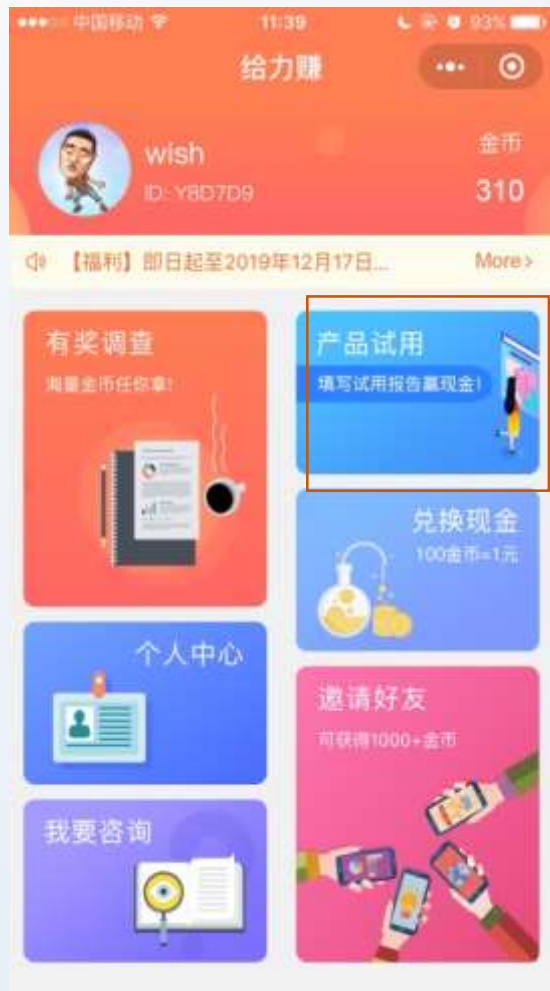 中国移动 11:39 93%
给力赚
wish
金币
ID: Y8D7D9
310
【福利】即日起至2019年12月17日... More>
有奖调查
海量金币任你拿!
产品试用
填写试用报告赢现金!
兑换现金
100金币=1元
个人中心
邀请好友
可获得1000+金币
我要咨询